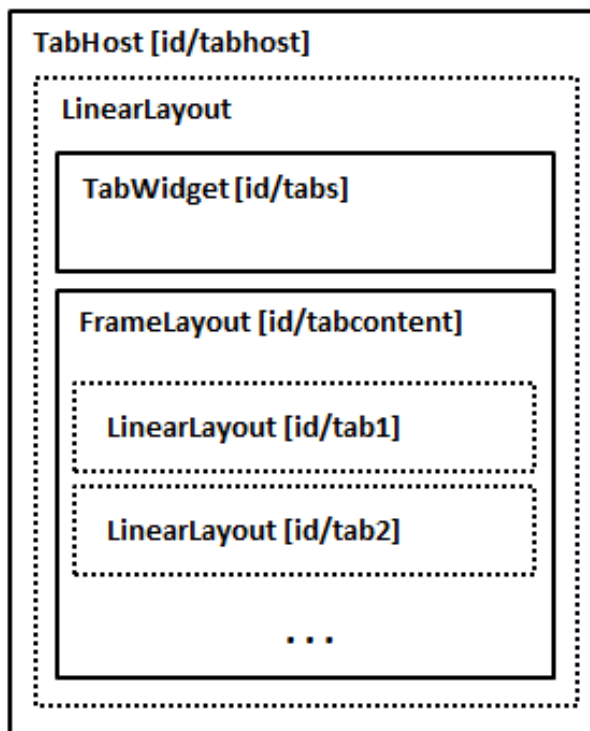 TabHost [id/tabhost]
LinearLayout
TabWidget [id/tabs]
FrameLayout [id/tabcontent]
LinearLayout [id/tab1]
LinearLayout [id/tab2]
...